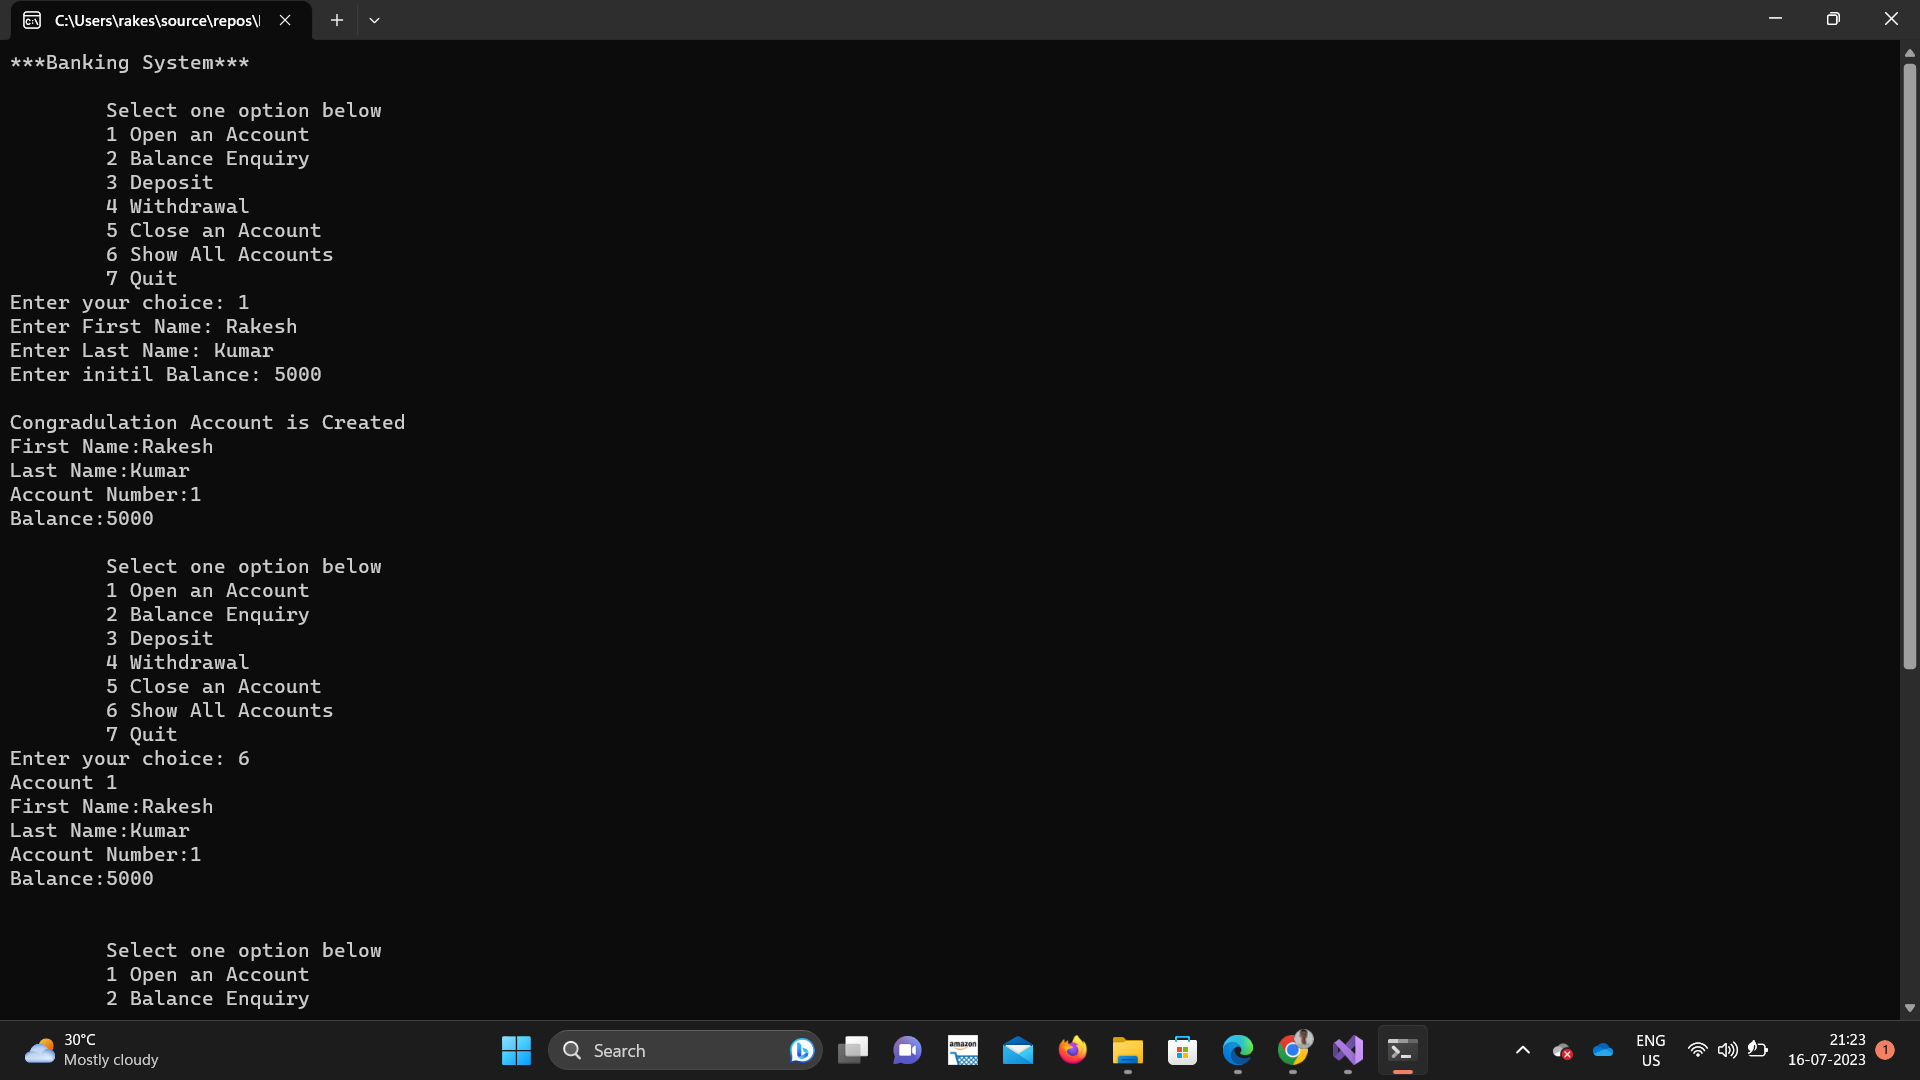 C:\Users\rakes\source\repos\
***Banking System***
Select one option below
1 Open an Account
2 Balance Enquiry
3 Deposit
4 Withdrawal
5 Close an Account
6 Show All Accounts
7 Quit
Enter your choice: 1
Enter First Name: Rakesh
Enter Last Name: Kumar
Enter initil Balance: 5000
Congradulation Account is Created
First Name:Rakesh
Last Name:Kumar
Account Number:1
Balance:5000
Select one option below
1 Open an Account
2 Balance Enquiry
3 Deposit
4 Withdrawal
5 Close an Account
6 Show All Accounts
7 Quit
Enter your choice: 6
Account 1
First Name:Rakesh
Last Name:Kumar
Account Number:1
Balance:5000
Select one option below
1 Open an Account
2 Balance Enquiry
30°C
Mostly cloudy
Search
amazon
ENG
US
21:23
16-07-2023
1